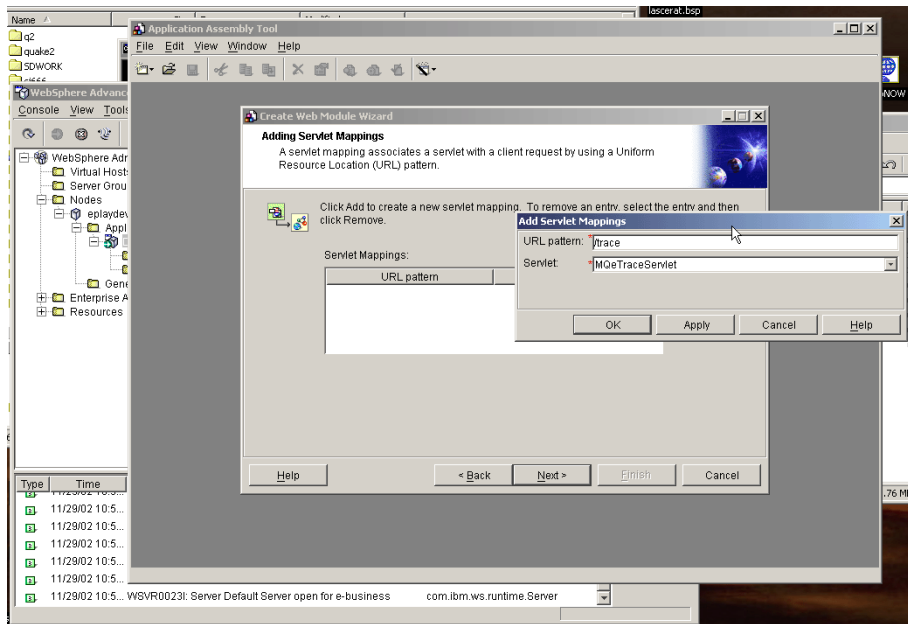 Name
lascerat.bsp
q2
quake2
SDWORK
Application Assembly Tool
File Edit View Window Help
WebSphere Advanc
Console View Tools
NOW
WebSphere Adr
Virtual Host
Server Grou
Nodes
eplaydev
Appl
Gene
Enterprise A
Resources
Create Web Module Wizard
Adding Servlet Mappings
A servlet mapping associates a servlet with a client request by using a Uniform
Resource Location (URL) pattern.
Click Add to create a new servlet mapping. To remove an entry, select the entry and then
click Remove.
Servlet Mappings:
URL pattern
Add Servlet Mappings
URL pattern: */trace
Servlet: *MQeTraceServlet
OK Apply Cancel Help
Help < Back Next > Finish Cancel
Type Time
.76 M
11/29/02 10:5...
11/29/02 10:5...
11/29/02 10:5...
11/29/02 10:5...
11/29/02 10:5...
11/29/02 10:5... WSVR0023I: Server Default Server open for e-business com.ibm.ws.runtime.Server